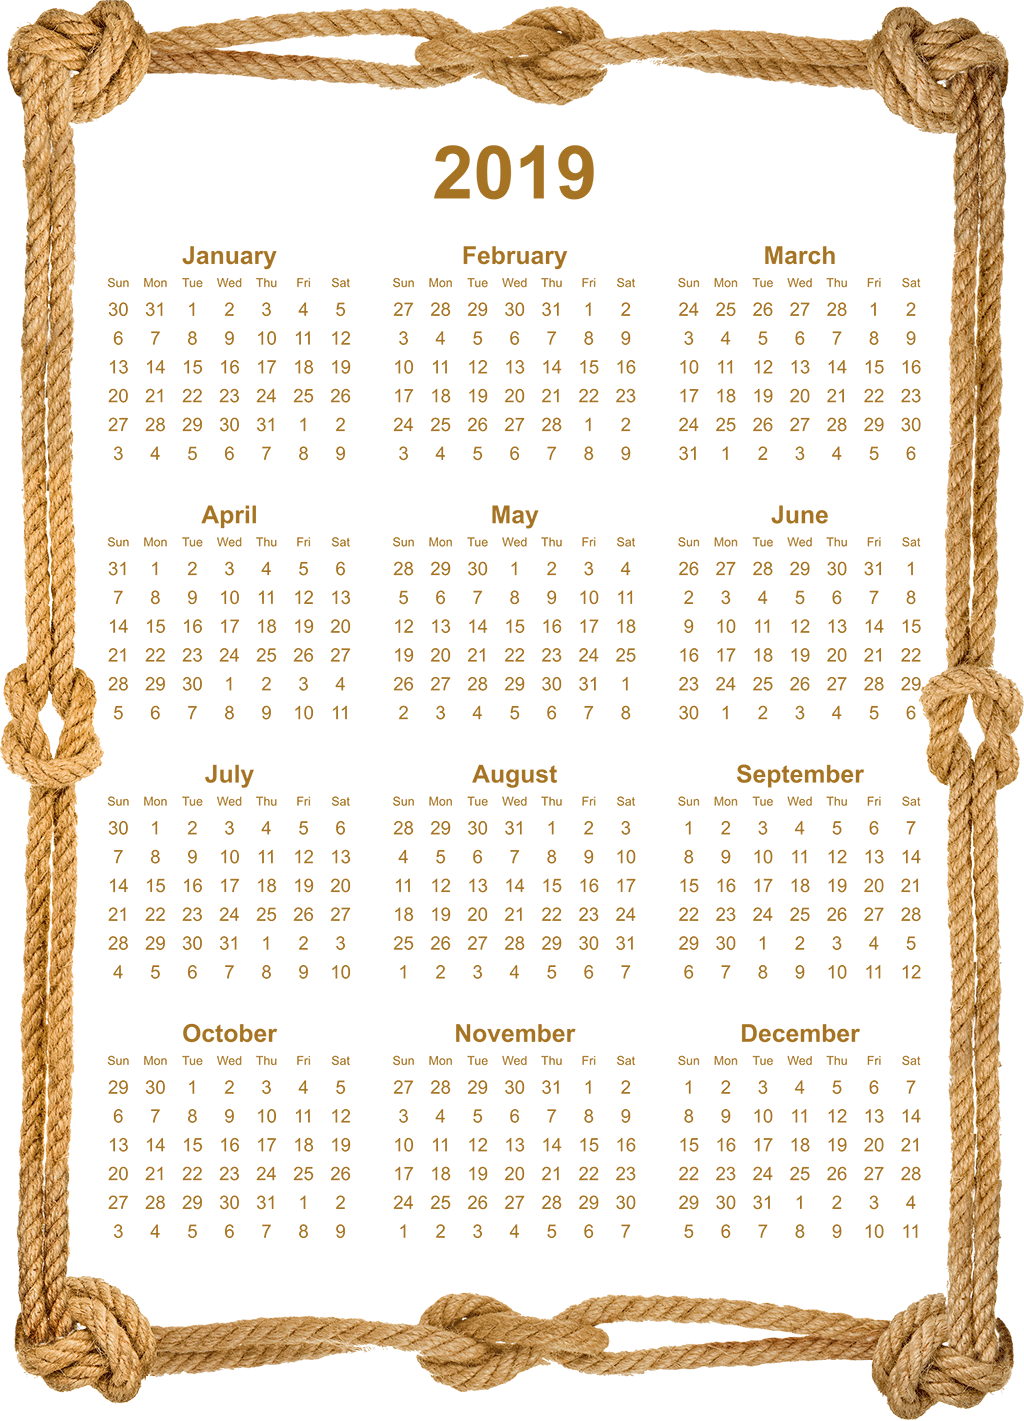 2019
January February March
Sun Mon Tue Wed Thu Fri Sat Sun Mon Tue Wed Thu Fri Sat Sun Mon Tue Wed Thu Fri Sat
30 31 1 2 3 4 5 27 28 29 30 31 1 2 24 25 26 27 28 1 2
6 7 8 9 10 11 12 3 4 5 6 7 8 9 3 4 5 6 7 8 9
13 14 15 16 17 18 19 10 11 12 13 14 15 16 10 11 12 13 14 15 16
20 21 22 23 24 25 26 17 18 19 20 21 22 23 17 18 19 20 21 22 23
27 28 29 30 31 1 2 24 25 26 27 28 1 2 24 25 26 27 28 29 30
3 4 5 6 7 8 9 3 4 5 6 7 8 9 31 1 2 3 4 5 6
April May June
Sun Mon Tue Wed Thu Fri Sat Sun Mon Tue Wed Thu Fri Sat Sun Mon Tue Wed Thu Fri Sat
31 1 2 3 4 5 6 28 29 30 1 2 3 4 26 27 28 29 30 31 1
7 8 9 10 11 12 13 5 6 7 8 9 10 11 2 3 4 5 6 7 8
14 15 16 17 18 19 20 12 13 14 15 16 17 18 9 10 11 12 13 14 15
21 22 23 24 25 26 27 19 20 21 22 23 24 25 16 17 18 19 20 21 22
28 29 30 1 2 3 4 26 27 28 29 30 31 1 23 24 25 26 27 28 29
5 6 7 8 9 10 11 2 3 4 5 6 7 8 30 1 2 3 4 5 6
July August September
Sun Mon Tue Wed Thu Fri Sat Sun Mon Tue Wed Thu Fri Sat Sun Mon Tue Wed Thu Fri Sat
30 1 2 3 4 5 6 28 29 30 31 1 2 3 1 2 3 4 5 6 7
7 8 9 10 11 12 13 4 5 6 7 8 9 10 8 9 10 11 12 13 14
14 15 16 17 18 19 20 11 12 13 14 15 16 17 15 16 17 18 19 20 21
21 22 23 24 25 26 27 18 19 20 21 22 23 24 22 23 24 25 26 27 28
28 29 30 31 1 2 3 25 26 27 28 29 30 31 29 30 1 2 3 4 5
4 5 6 7 8 9 10 1 2 3 4 5 6 7 6 7 8 9 10 11 12
October November December
Sun Mon Tue Wed Thu Fri Sat Sun Mon Tue Wed Thu Fri Sat Sun Mon Tue Wed Thu Fri Sat
29 30 1 2 3 4 5 27 28 29 30 31 1 2 1 2 3 4 5 6 7
6 7 8 9 10 11 12 3 4 5 6 7 8 9 8 9 10 11 12 13 14
13 14 15 16 17 18 19 10 11 12 13 14 15 16 15 16 17 18 19 20 21
20 21 22 23 24 25 26 17 18 19 20 21 22 23 22 23 24 25 26 27 28
27 28 29 30 31 1 2 24 25 26 27 28 29 30 29 30 31 1 2 3 4
3 4 5 6 7 8 9 1 2 3 4 5 6 7 5 6 7 8 9 10 11